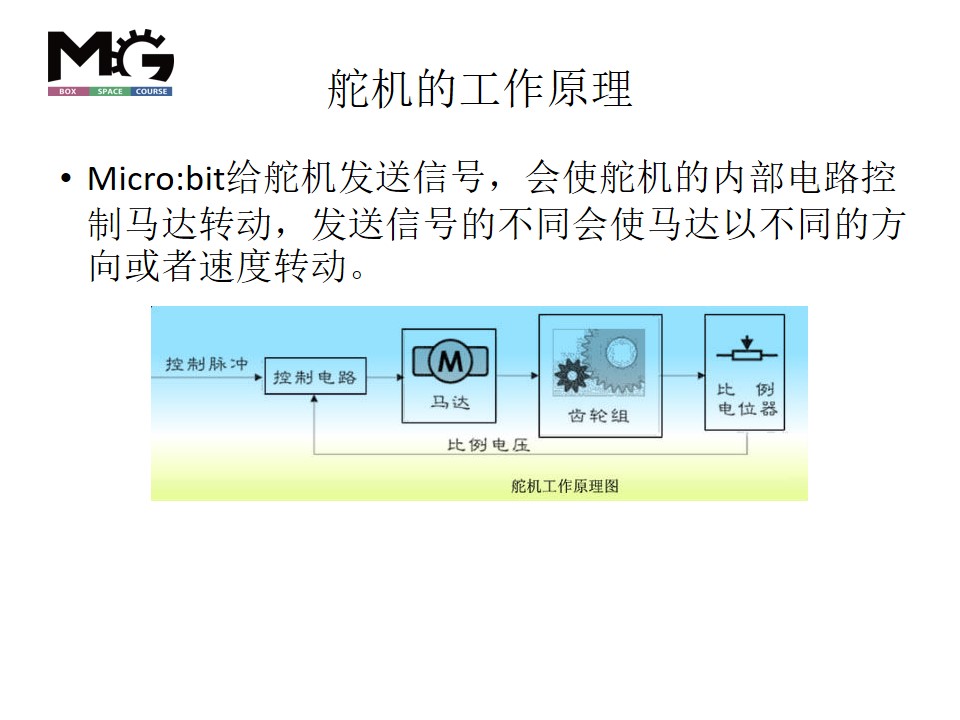 MG
BOX SPACE COURSE
舵机的工作原理
• Micro:bit给舵机发送信号，会使舵机的内部电路控
制马达转动，发送信号的不同会使马达以不同的方
向或者速度转动。
控制脉冲
控制电路
M
马达
齿轮组
比 例
电位器
比例电压
舵机工作原理图